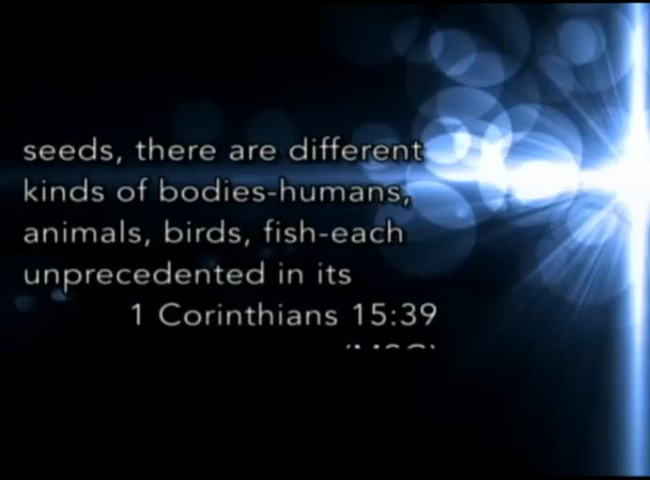 seeds, there are different
kinds of bodies-humans,
animals, birds, fish-each
unprecedented in its
1 Corinthians 15:39